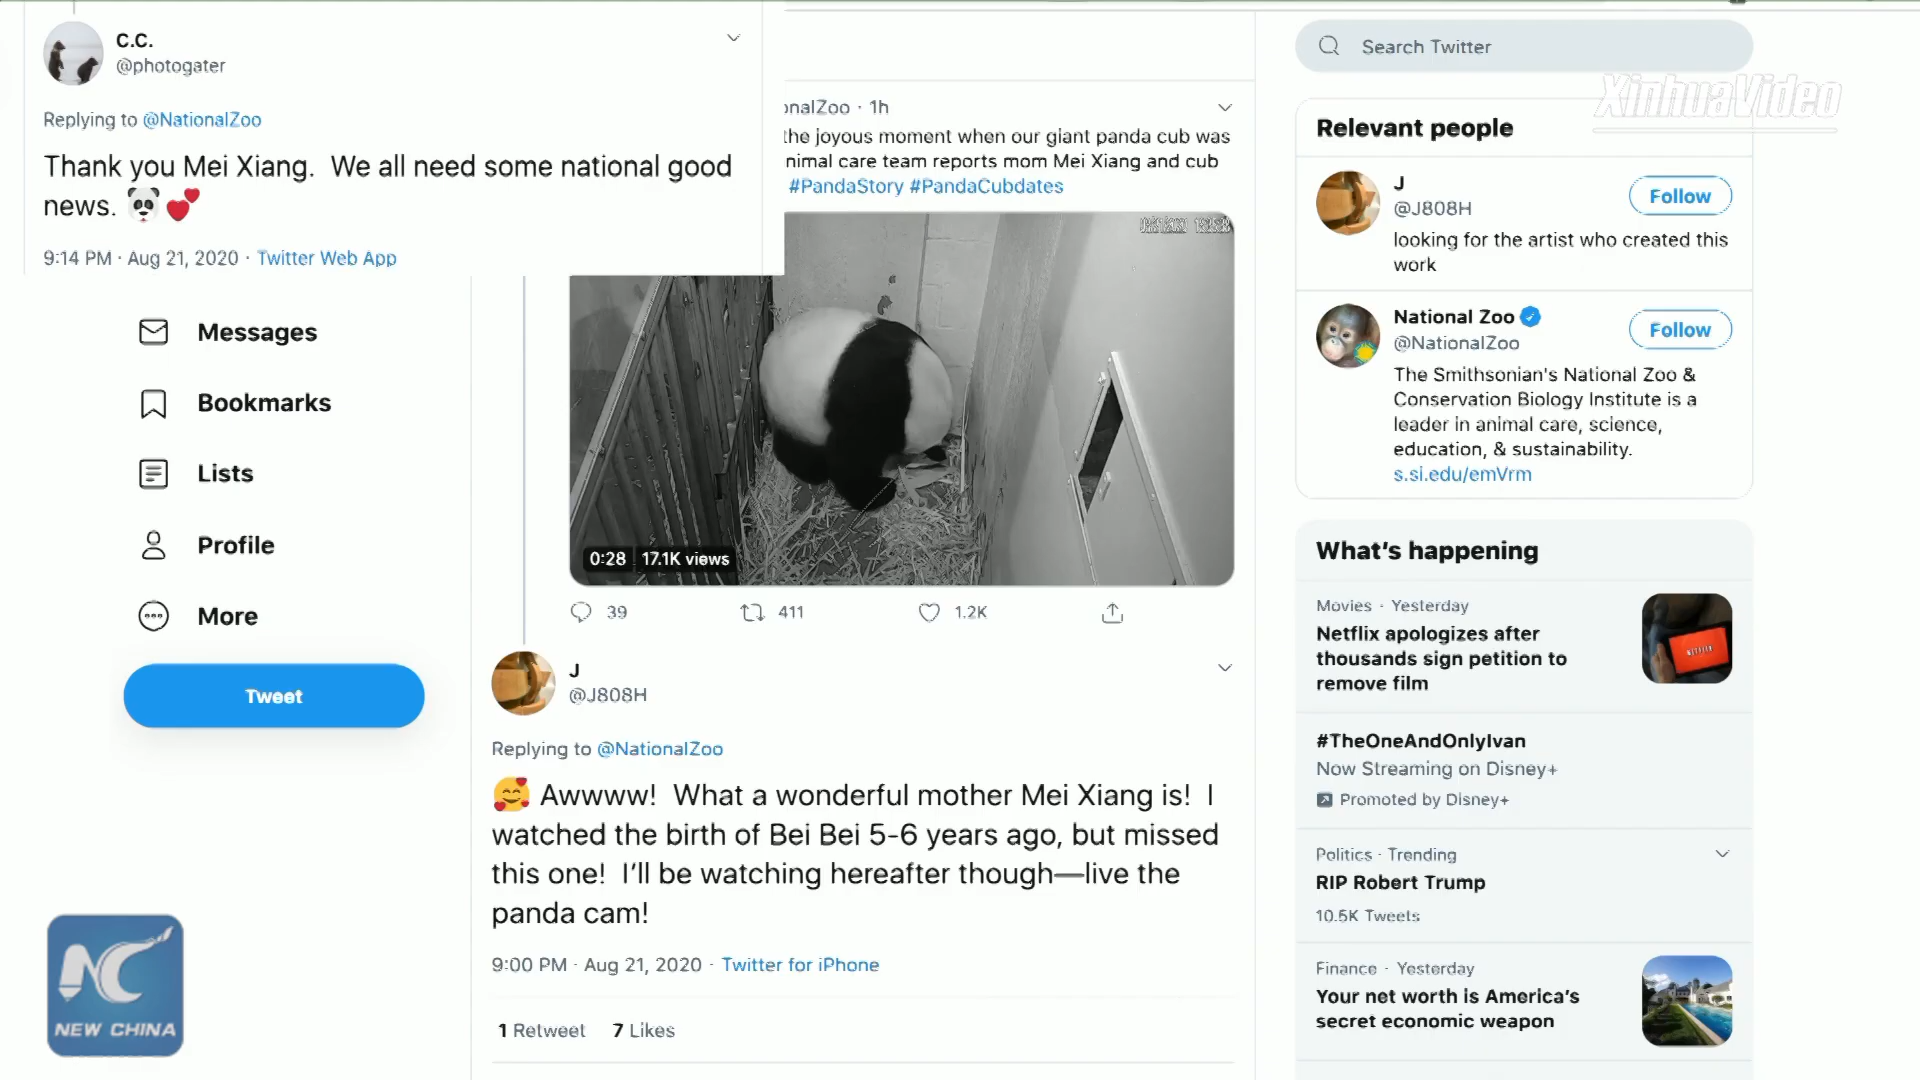 C.C.
@photogater
Replying to @NationalZoo
Thank you Mei Xiang. We all need some national good
news.
9:14 PM · Aug 21, 2020 · Twitter Web App
Messages
Bookmarks
Lists
Profile
More
Tweet
NEW CHINA
onalZoo · 1h
the joyous moment when our giant panda cub was
nimal care team reports mom Mei Xiang and cub
#PandaStory #PandaCubdates
0:28 17.1K views
39 411 1.2K
J
@J808H
Replying to @NationalZoo
🥰 Awwww! What a wonderful mother Mei Xiang is! I
watched the birth of Bei Bei 5-6 years ago, but missed
this one! I’ll be watching hereafter though—live the
panda cam!
9:00 PM · Aug 21, 2020 · Twitter for iPhone
1 Retweet 7 Likes
Search Twitter
XinhuaVideo
Relevant people
J
@J808H
Follow
looking for the artist who created this
work
National Zoo
@NationalZoo
Follow
The Smithsonian's National Zoo &
Conservation Biology Institute is a
leader in animal care, science,
education, & sustainability.
s.si.edu/emVrm
What’s happening
Movies · Yesterday
Netflix apologizes after
thousands sign petition to
remove film
NETFLIX
#TheOneAndOnlyIvan
Now Streaming on Disney+
Promoted by Disney+
Politics · Trending
RIP Robert Trump
10.5K Tweets
Finance · Yesterday
Your net worth is America’s
secret economic weapon